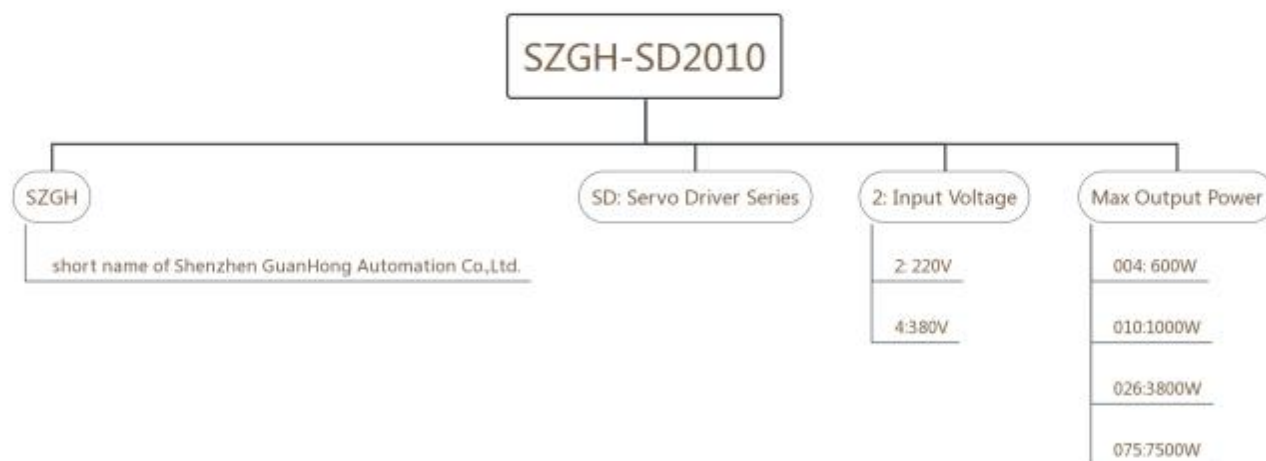 SZGH-SD2010
SZGH
SD: Servo Driver Series
2: Input Voltage
Max Output Power
short name of Shenzhen GuanHong Automation Co.,Ltd.
2: 220V
004: 600W
4:380V
010:1000W
026:3800W
075:7500W